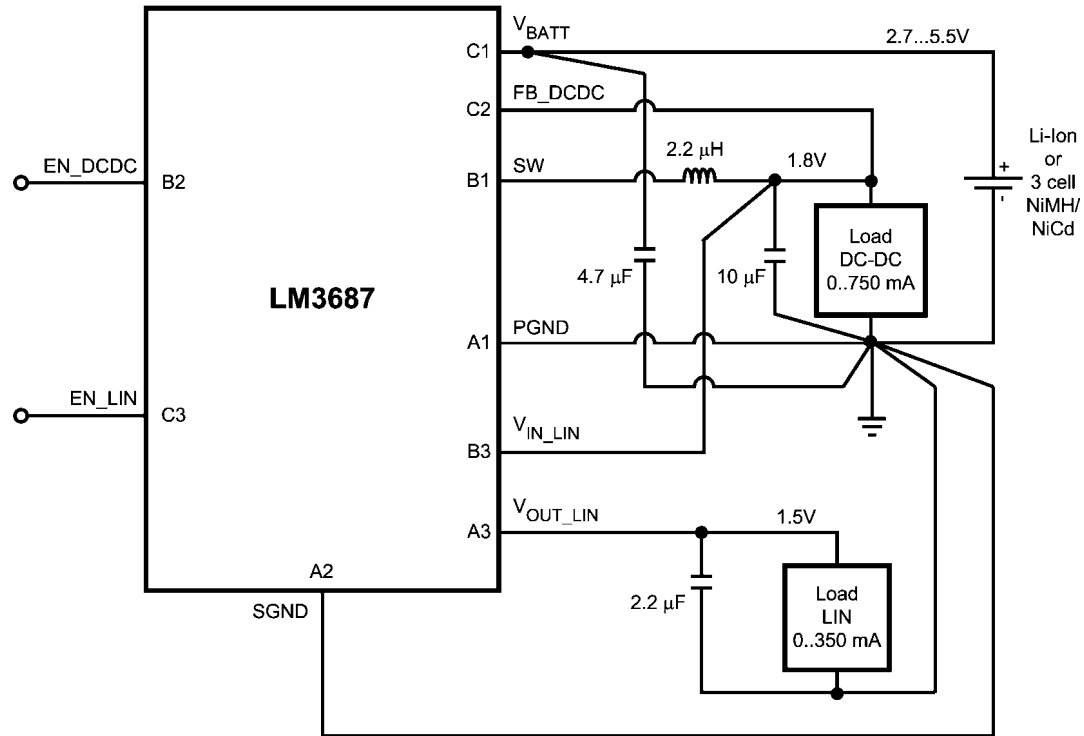 V_BATT
C1
2.7...5.5V
FB_DCDC
C2
EN_DCDC
B2
SW
B1
2.2 μH
1.8V
Li-Ion
or
3 cell
NiMH/
NiCd
+
-
Load
DC-DC
0..750 mA
4.7 μF
10 μF
LM3687
PGND
A1
EN_LIN
C3
V_IN_LIN
B3
V_OUT_LIN
A3
1.5V
A2
SGND
2.2 μF
Load
LIN
0..350 mA